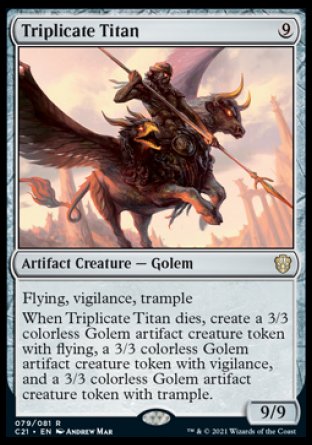 Triplicate Titan 9
Artifact Creature — Golem
Flying, vigilance, trample
When Triplicate Titan dies, create a 3/3
colorless Golem artifact creature token
with flying, a 3/3 colorless Golem
artifact creature token with vigilance,
and a 3/3 colorless Golem artifact
creature token with trample.
9/9
079/081 R
C21 • EN Andrew Mar
™ & © 2021 Wizards of the Coast